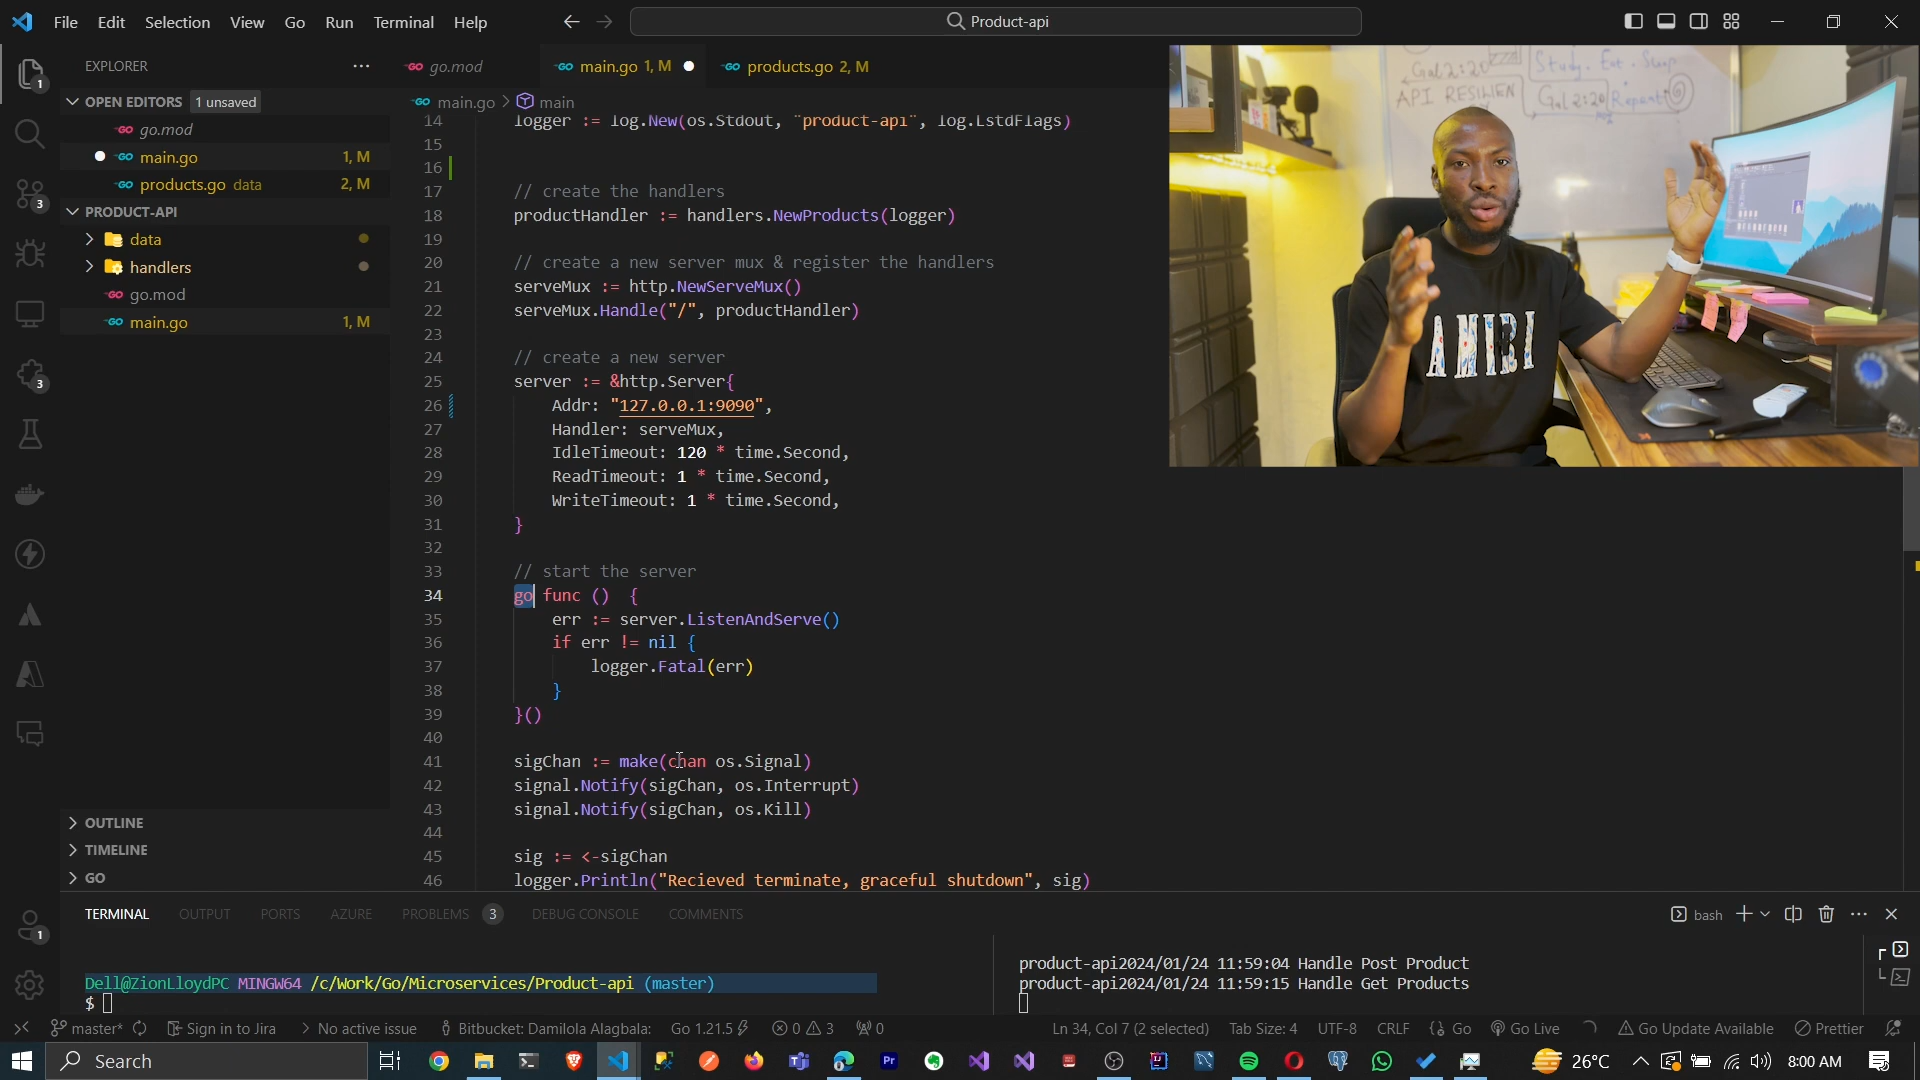 File Edit Selection View Go Run Terminal Help
Product-api
EXPLORER
go.mod
main.go 1, M
products.go 2, M
OPEN EDITORS 1 unsaved
go.mod
main.go 1, M
products.go data 2, M
PRODUCT-API
data
handlers
go.mod
main.go 1, M
OUTLINE
TIMELINE
GO
main.go > main
14 logger := log.New(os.Stdout, "product-api", log.LstdFlags)
15
16
17 // create the handlers
18 productHandler := handlers.NewProducts(logger)
19
20 // create a new server mux & register the handlers
21 serveMux := http.NewServeMux()
22 serveMux.Handle("/", productHandler)
23
24 // create a new server
25 server := &http.Server{
26 Addr: "127.0.0.1:9090",
27 Handler: serveMux,
28 IdleTimeout: 120 * time.Second,
29 ReadTimeout: 1 * time.Second,
30 WriteTimeout: 1 * time.Second,
31 }
32
33 // start the server
34 go func () {
35 err := server.ListenAndServe()
36 if err != nil {
37 logger.Fatal(err)
38 }
39 }()
40
41 sigChan := make(chan os.Signal)
42 signal.Notify(sigChan, os.Interrupt)
43 signal.Notify(sigChan, os.Kill)
44
45 sig := <-sigChan
46 logger.Println("Recieved terminate, graceful shutdown", sig)
Gal 2:20
Study. Eat. Sleep
API RESILIEN
Gal 2:20
Repent
AMIBI
TERMINAL OUTPUT PORTS AZURE PROBLEMS 3 DEBUG CONSOLE COMMENTS
bash
Dell@ZionLloydPC MINGW64 /c/Work/Go/Microservices/Product-api (master)
$
product-api2024/01/24 11:59:04 Handle Post Product
product-api2024/01/24 11:59:15 Handle Get Products
master* Sign in to Jira No active issue Bitbucket: Damilola Alagbala: Go 1.21.5 0 3 0 Ln 34, Col 7 (2 selected) Tab Size: 4 UTF-8 CRLF Go Go Live Go Update Available Prettier
Search
26°C 8:00 AM